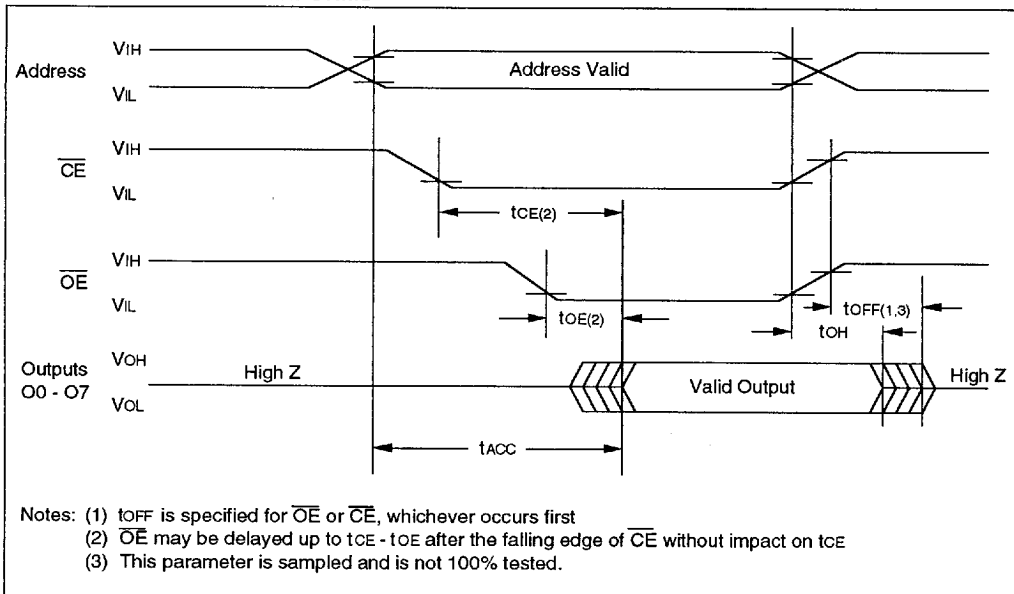 VIH
Address
Address Valid
VIL
VIH
CE
VIL
tCE(2)
VIH
OE
VIL
tOE(2)
tOFF(1,3)
tOH
VOH
Outputs
O0 - O7
High Z
Valid Output
High Z
VOL
tACC
Notes: (1) tOFF is specified for OE or CE, whichever occurs first
(2) OE may be delayed up to tCE - tOE after the falling edge of CE without impact on tCE
(3) This parameter is sampled and is not 100% tested.